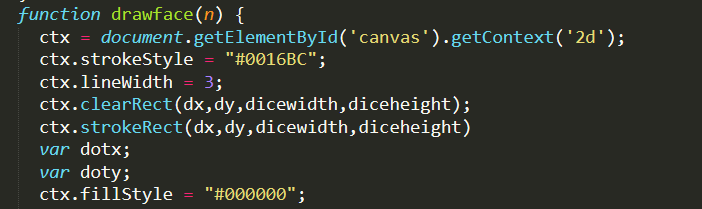 function drawface(n) {
ctx = document.getElementById('canvas').getContext('2d');
ctx.strokeStyle = "#0016BC";
ctx.lineWidth = 3;
ctx.clearRect(dx,dy,dicewidth,diceheight);
ctx.strokeRect(dx,dy,dicewidth,diceheight)
var dotx;
var doty;
ctx.fillStyle = "#000000";